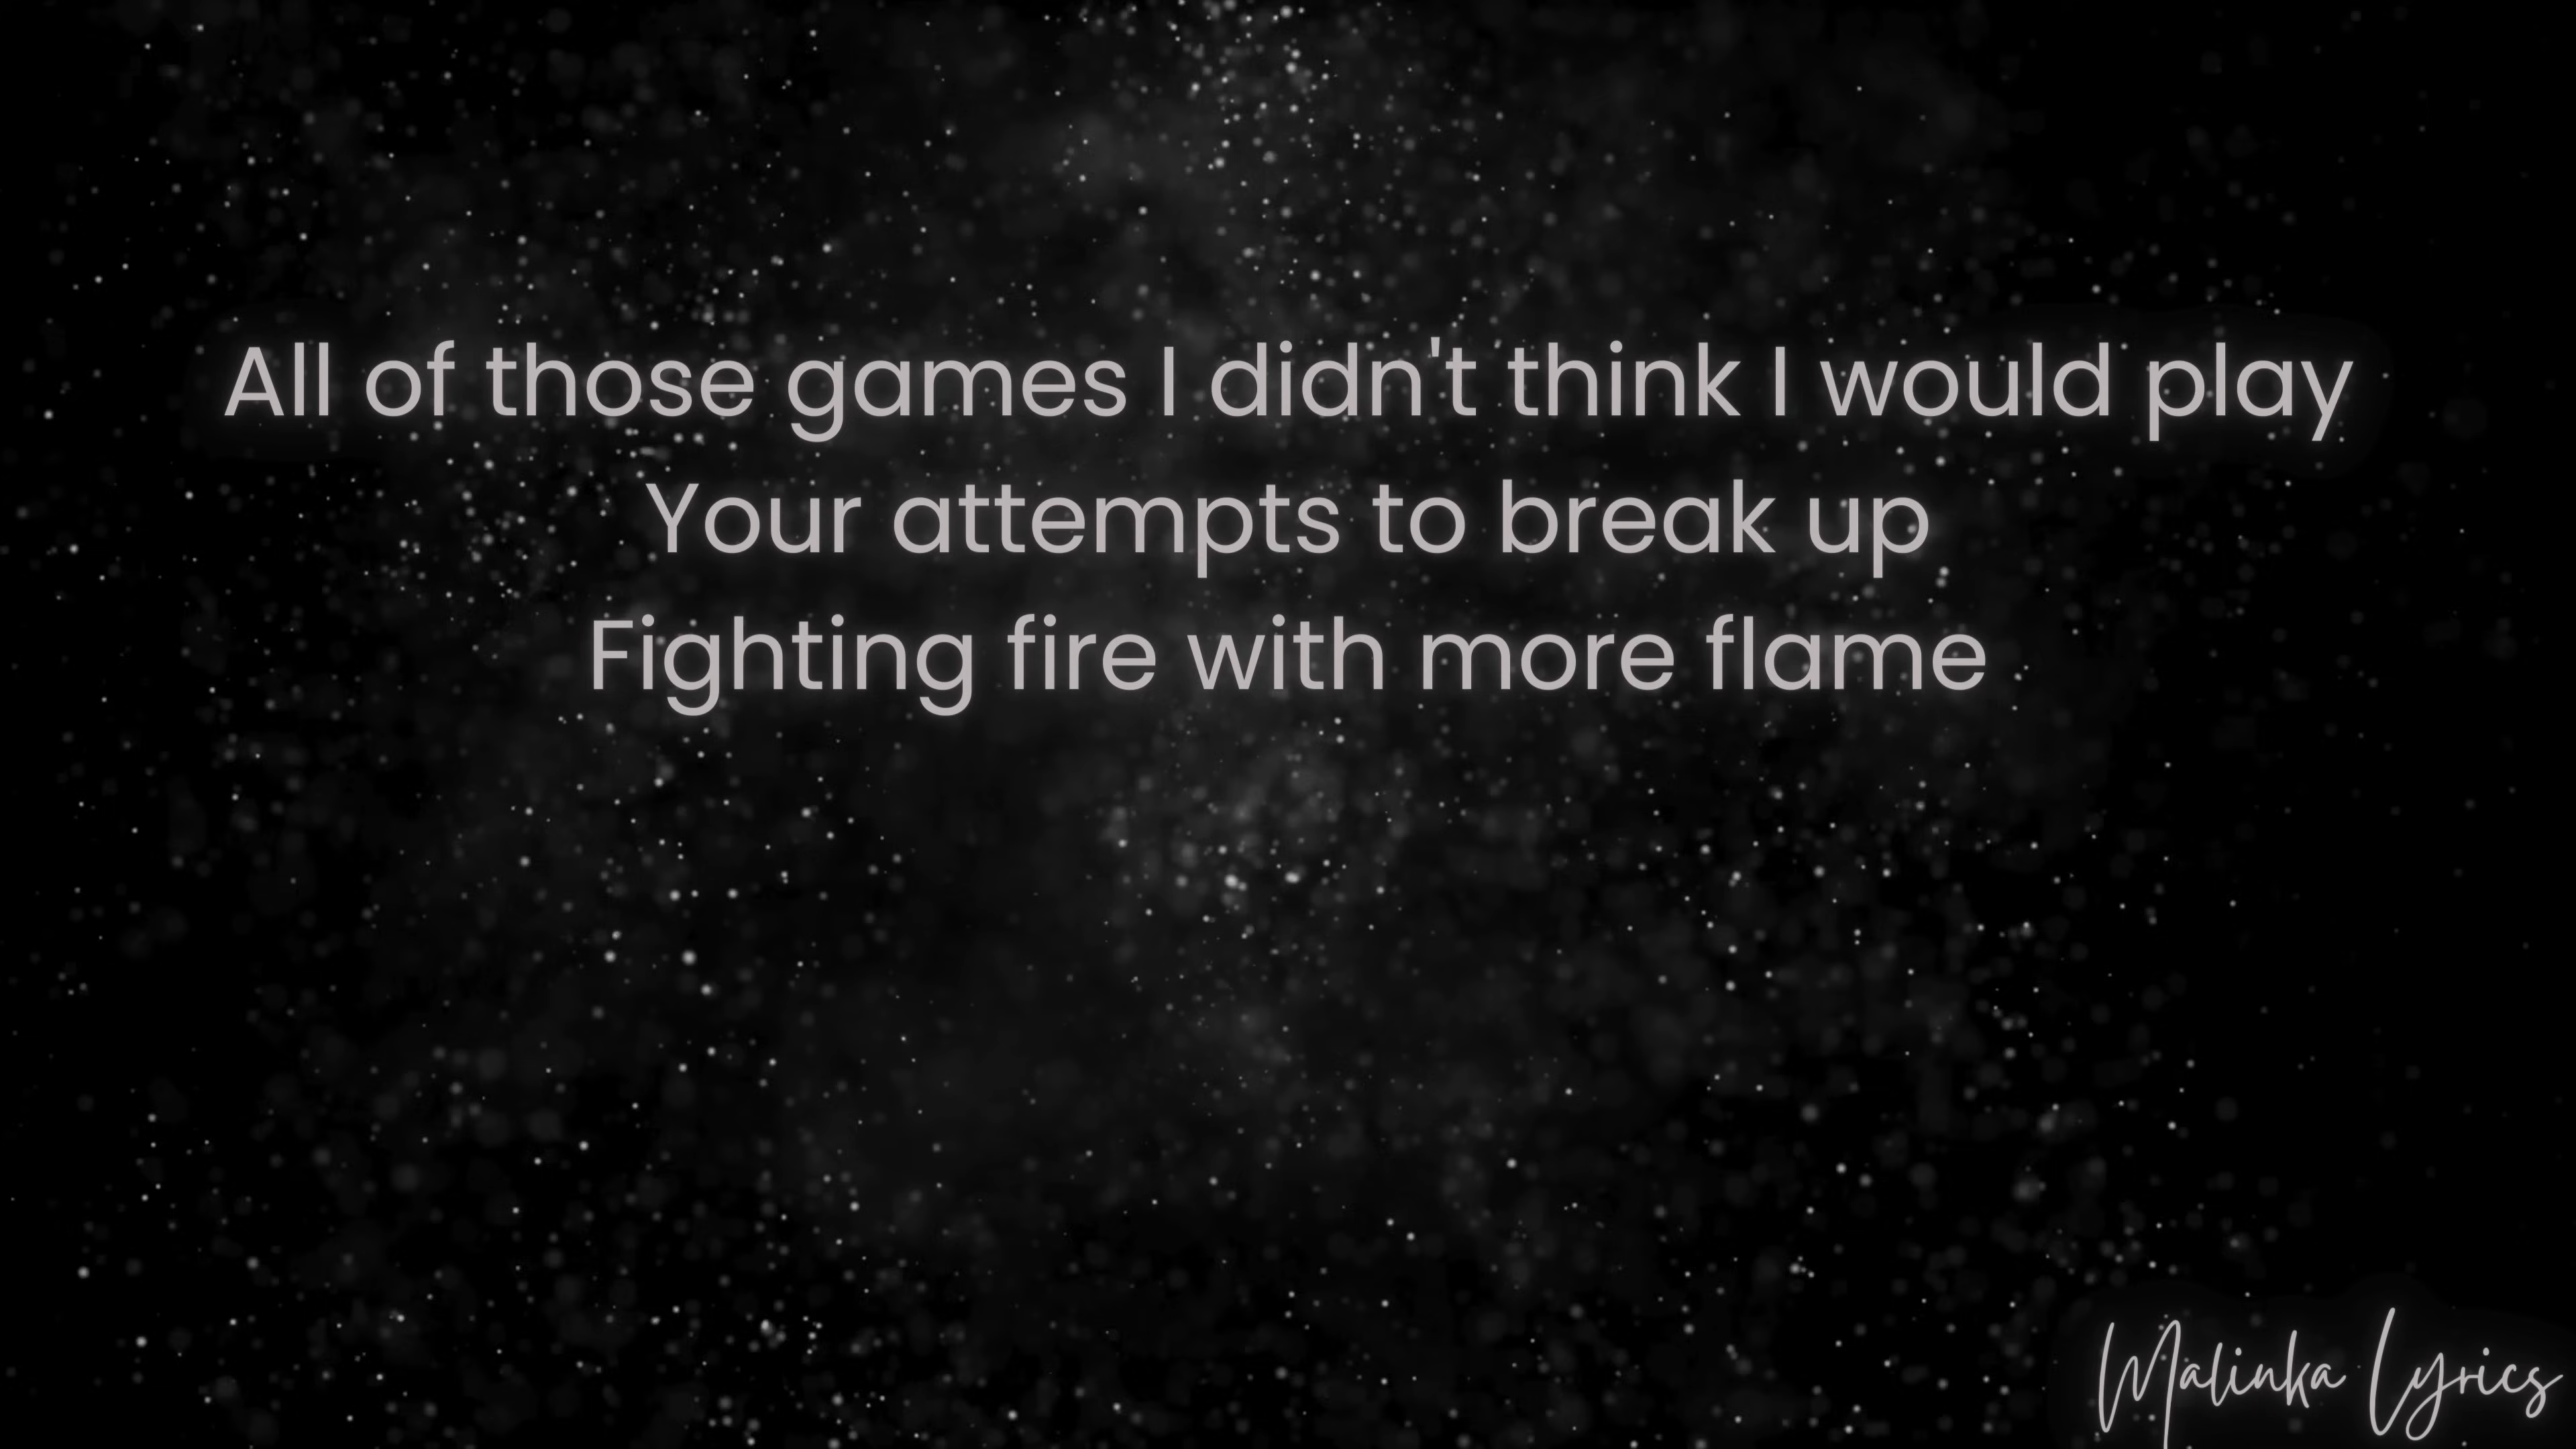 All of those games I didn't think I would play
Your attempts to break up
Fighting fire with more flame
Malinka Lyrics